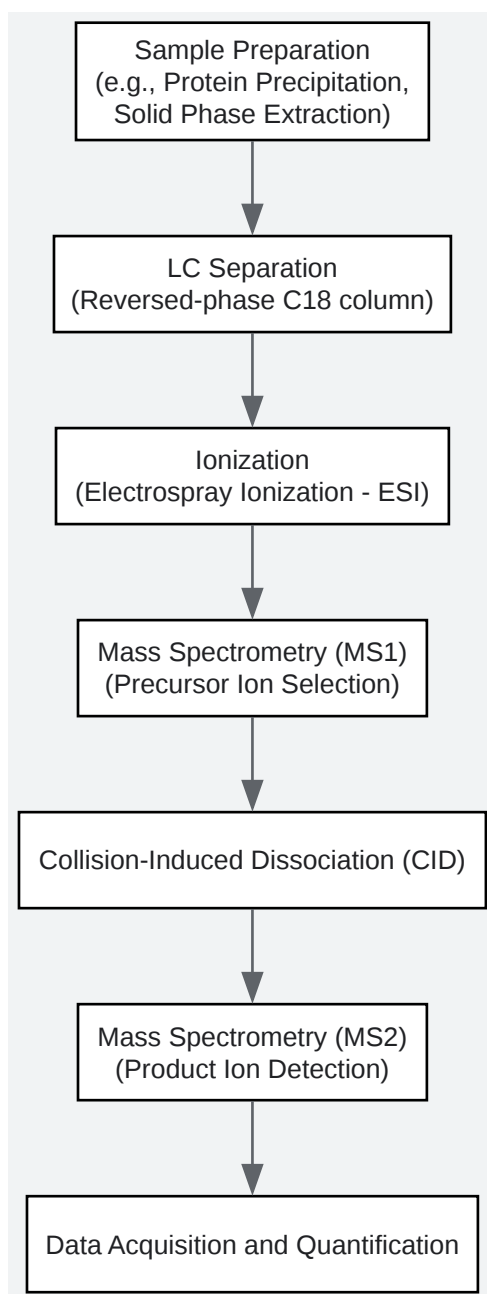 Sample Preparation
(e.g., Protein Precipitation,
Solid Phase Extraction)
LC Separation
(Reversed-phase C18 column)
Ionization
(Electrospray Ionization - ESI)
Mass Spectrometry (MS1)
(Precursor Ion Selection)
Collision-Induced Dissociation (CID)
Mass Spectrometry (MS2)
(Product Ion Detection)
Data Acquisition and Quantification